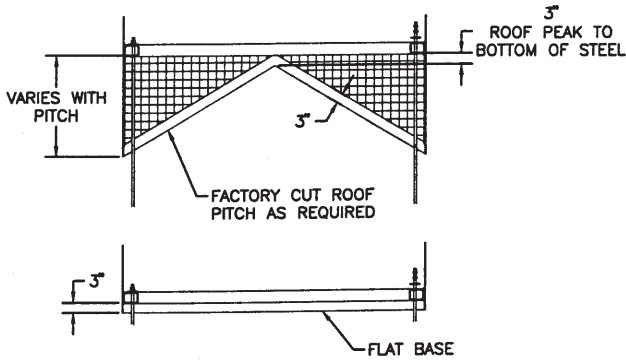 3"
ROOF PEAK TO
BOTTOM OF STEEL
VARIES WITH
PITCH
3"
FACTORY CUT ROOF
PITCH AS REQUIRED
3"
FLAT BASE